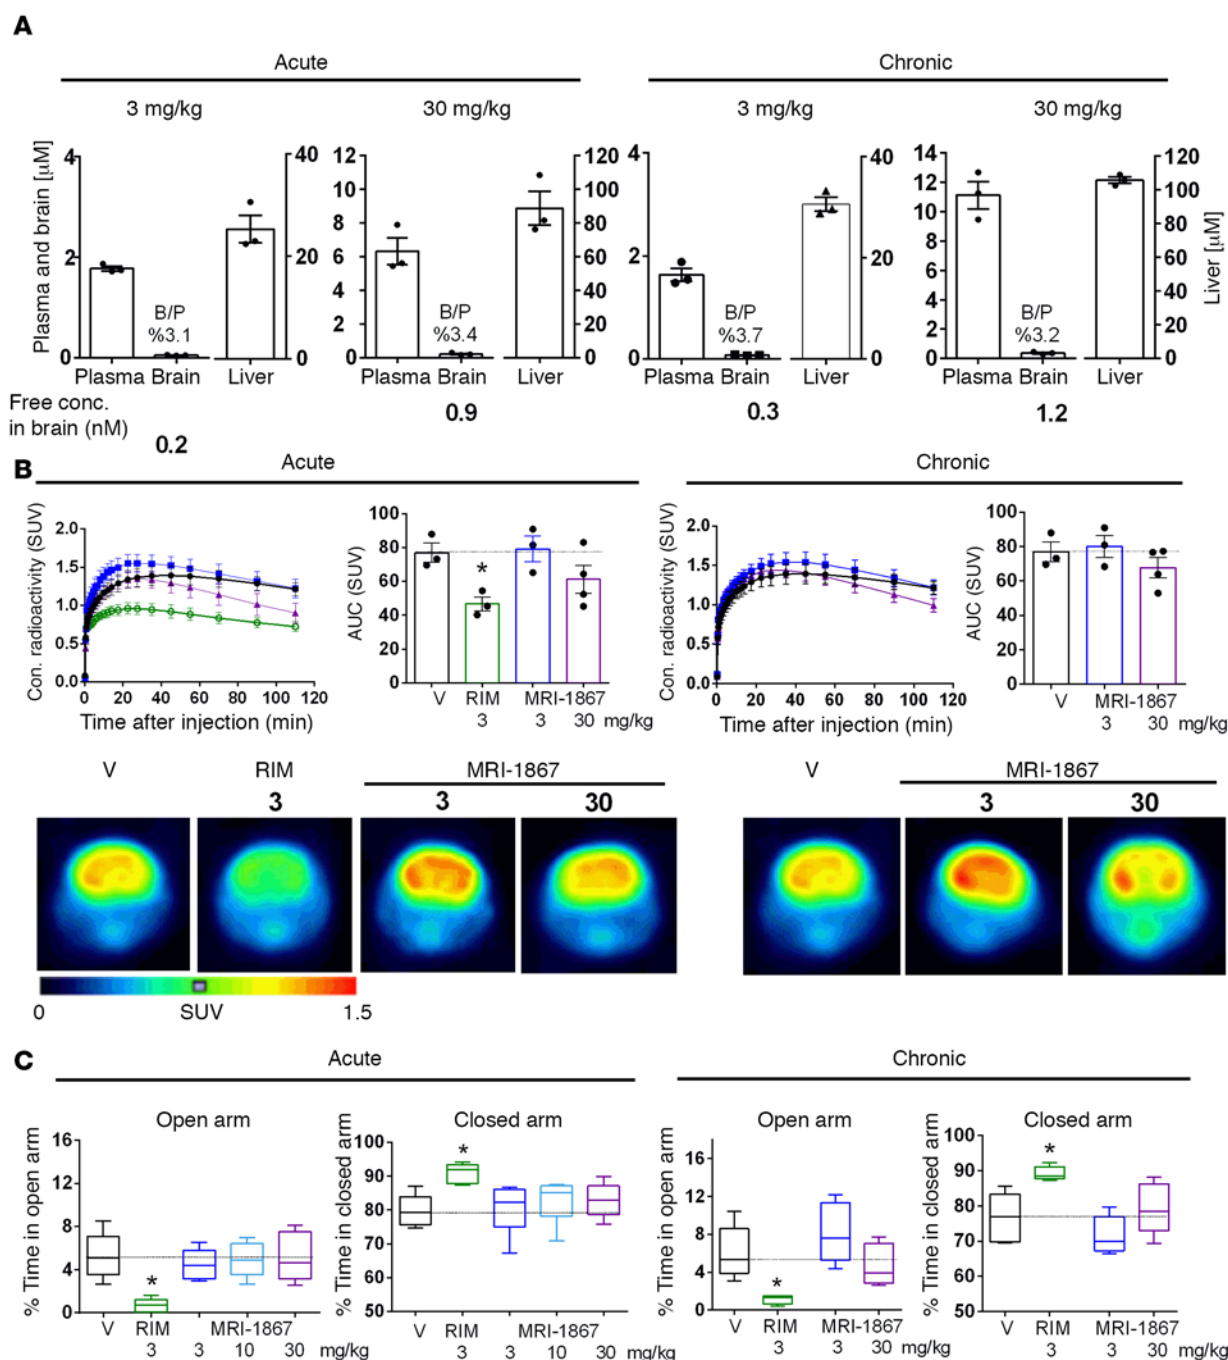 A
Acute Chronic
3 mg/kg 30 mg/kg 3 mg/kg 30 mg/kg
Plasma and brain [µM]
4
2
0
40
20
0
12
10
8
6
4
2
0
120
100
80
60
40
20
0
4
2
0
40
20
0
14
12
10
8
6
4
2
0
120
100
80
60
40
20
0
Liver [µM]
B/P B/P B/P B/P
%3.1 %3.4 %3.7 %3.2
Plasma Brain Liver Plasma Brain Liver Plasma Brain Liver Plasma Brain Liver
Free conc.
in brain (nM)
0.2 0.9 0.3 1.2
B
Acute Chronic
Con. radioactivity (SUV)
2.0
1.5
1.0
0.5
0.0
0 20 40 60 80 100 120
Time after injection (min)
AUC (SUV)
100
80
60
40
20
0
*
V RIM MRI-1867
3 3 30 mg/kg
Con. radioactivity (SUV)
2.0
1.5
1.0
0.5
0.0
0 20 40 60 80 100 120
Time after injection (min)
AUC (SUV)
100
80
60
40
20
0
V MRI-1867
3 30 mg/kg
V RIM MRI-1867 V MRI-1867
3 3 30 3 30
0 SUV 1.5
C
Acute Chronic
Open arm Closed arm Open arm Closed arm
% Time in open arm
16
12
8
4
0
*
V RIM MRI-1867
3 3 10 30 mg/kg
% Time in closed arm
100
90
80
70
60
50
*
V RIM MRI-1867
3 3 10 30 mg/kg
% Time in open arm
16
12
8
4
0
*
V RIM MRI-1867
3 3 30 mg/kg
% Time in closed arm
100
90
80
70
60
50
*
V RIM MRI-1867
3 3 30 mg/kg